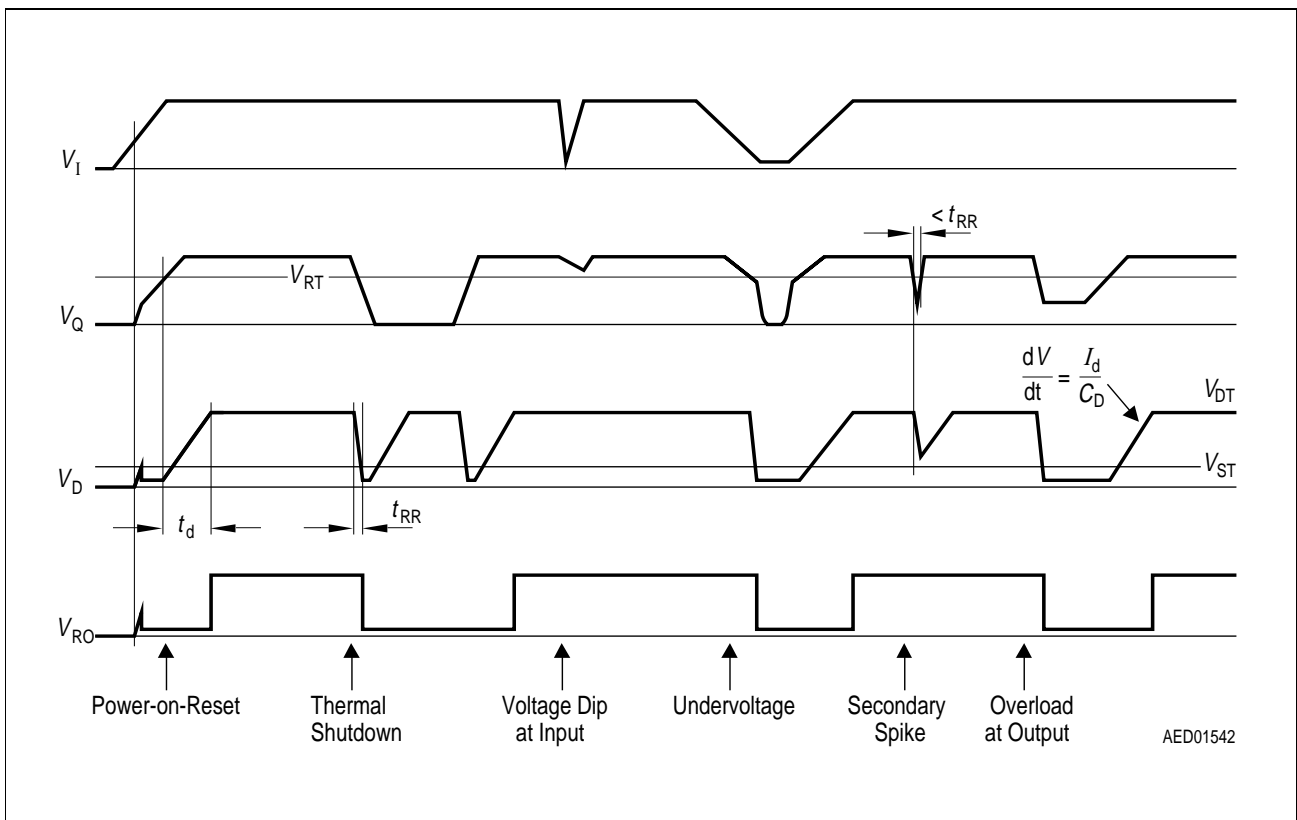 V_I
< t_RR
V_RT
V_Q
dV/dt = I_d/C_D
V_DT
V_ST
V_D
t_d
t_RR
V_RO
Power-on-Reset
Thermal
Shutdown
Voltage Dip
at Input
Undervoltage
Secondary
Spike
Overload
at Output
AED01542